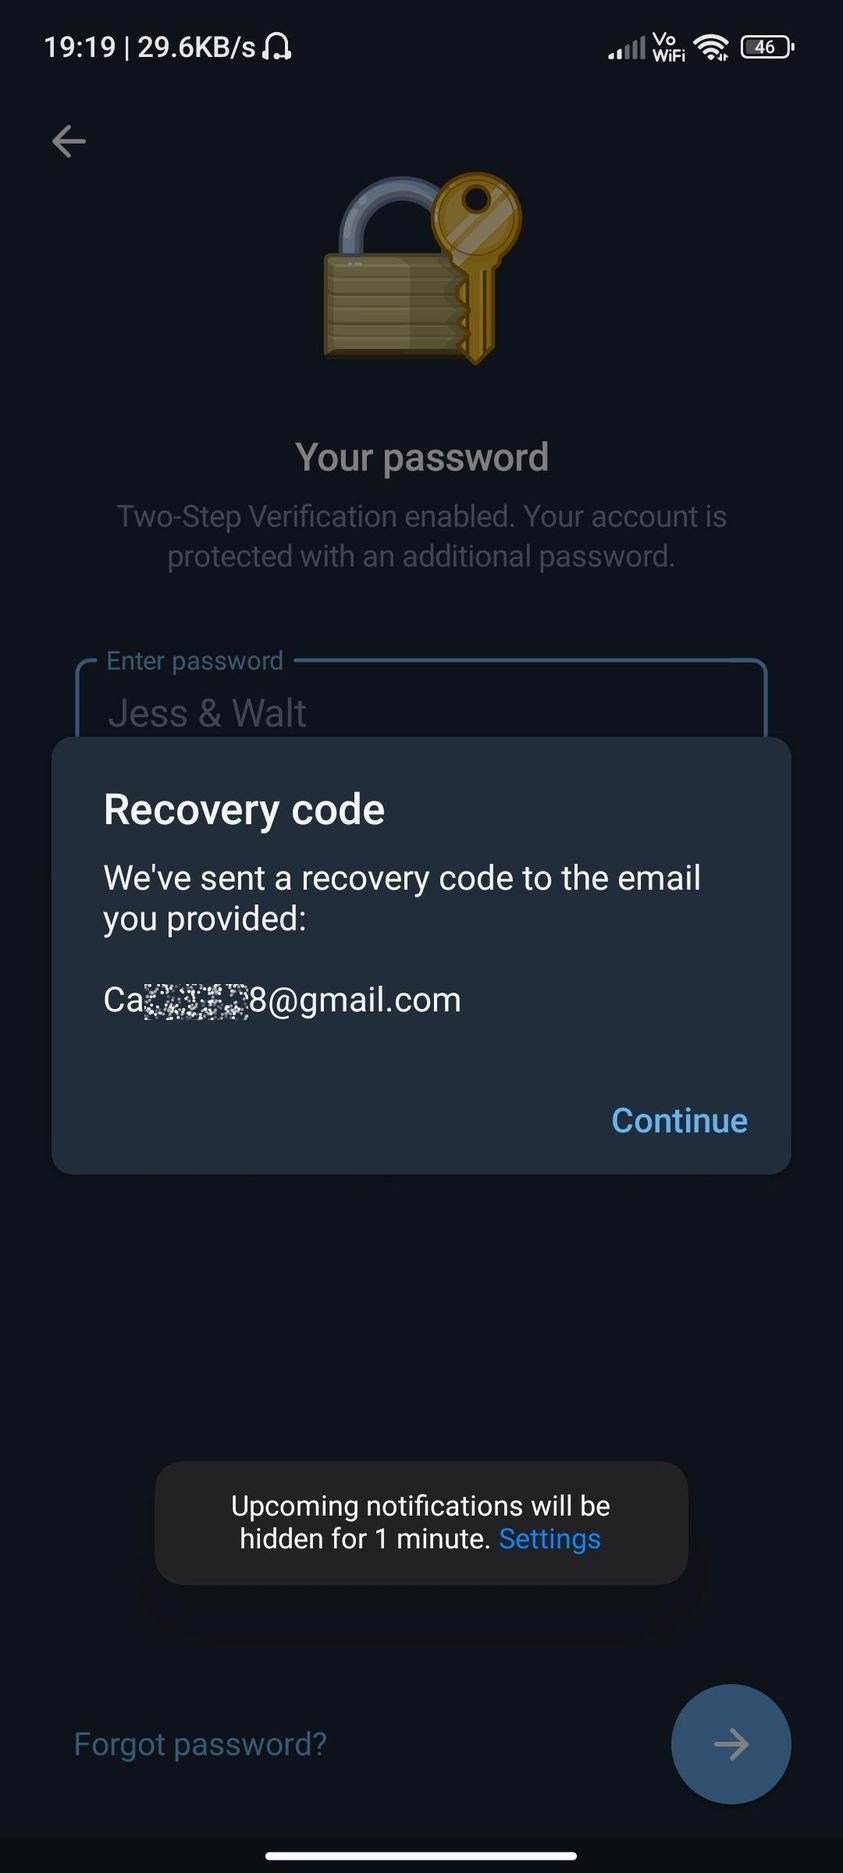 19:19 | 29.6KB/s
Vo
WiFi
46
Your password
Two-Step Verification enabled. Your account is
protected with an additional password.
Enter password
Jess & Walt
Recovery code
We've sent a recovery code to the email
you provided:
Ca 8@gmail.com
Continue
Upcoming notifications will be
hidden for 1 minute. Settings
Forgot password?